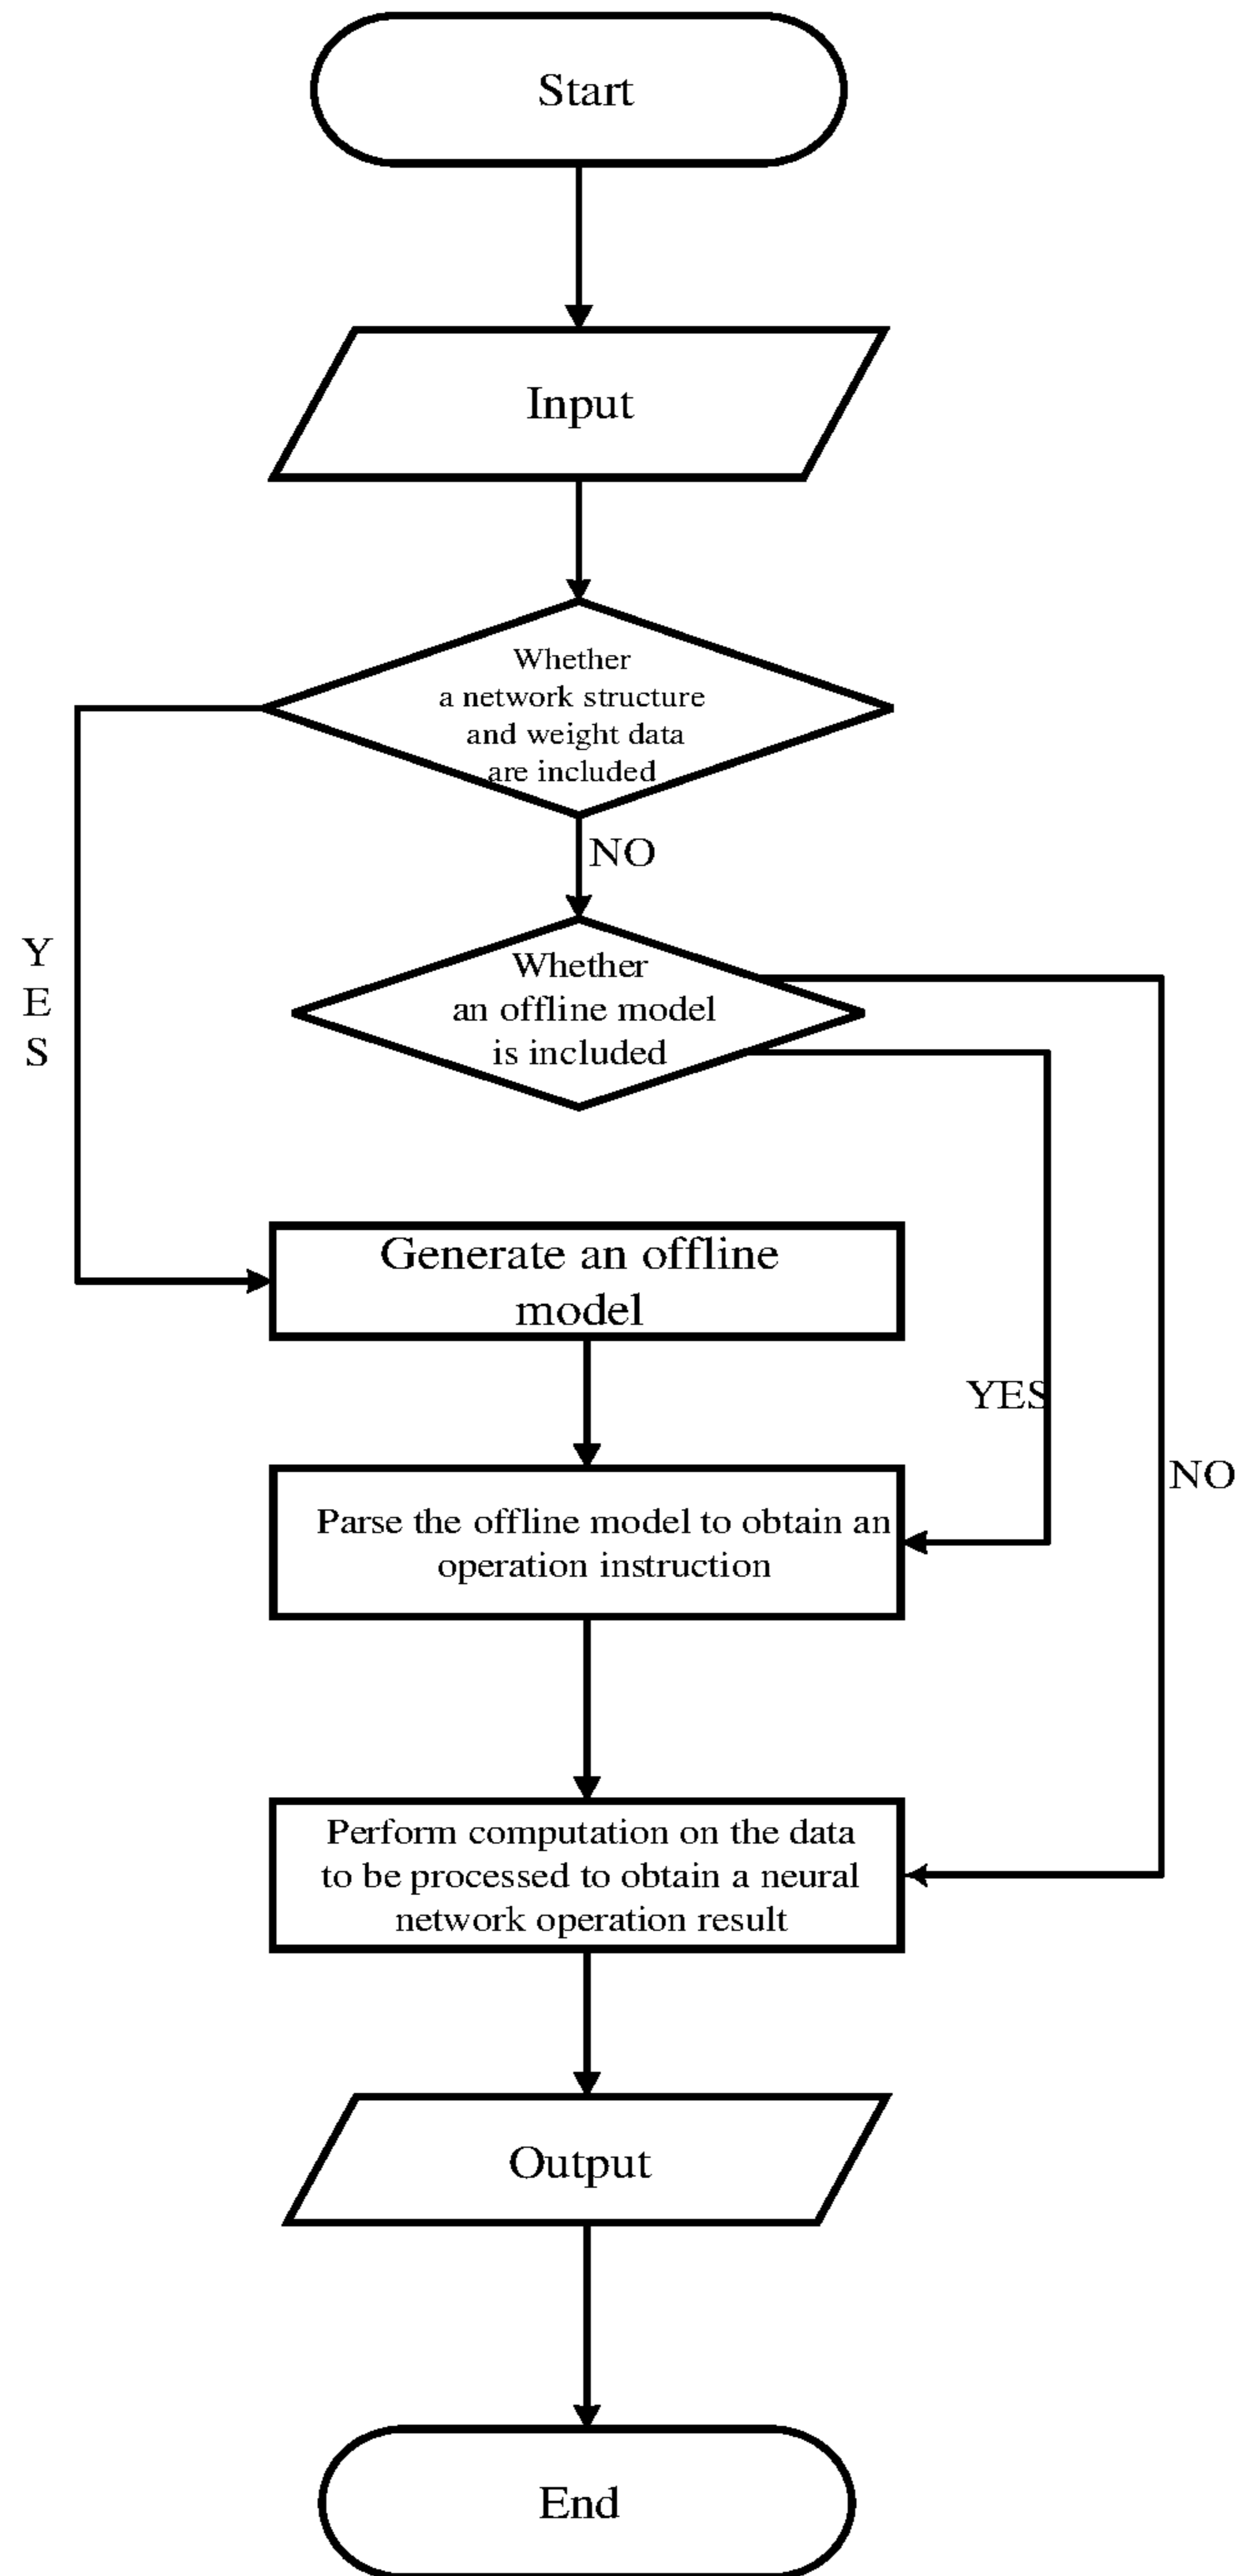 Start
Input
Whether
a network structure
and weight data
are included
NO
Y
E
S
Whether
an offline model
is included
Generate an offline
model
YES
NO
Parse the offline model to obtain an
operation instruction
Perform computation on the data
to be processed to obtain a neural
network operation result
Output
End